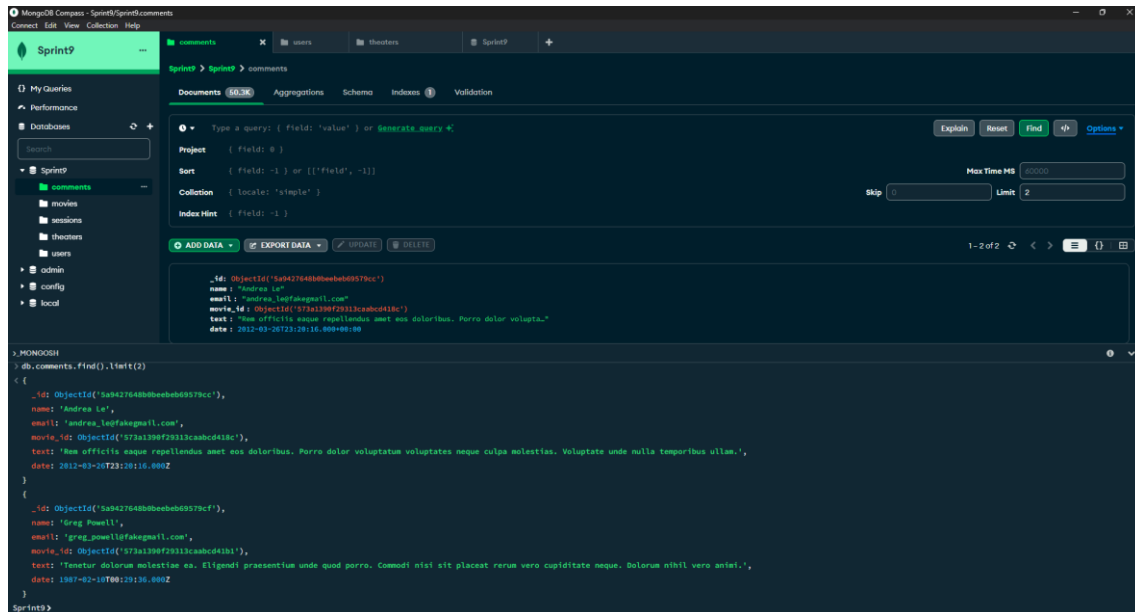 MongoDB Compass - Sprint9/Sprint9.comments
Connect Edit View Collection Help
Sprint9 ...
comments users theaters Sprint9 +
Sprint9 > Sprint9 > comments
{} My Queries
Performance
Databases
Search
Sprint9
comments
movies
sessions
theaters
users
admin
config
local
Documents 50.3K Aggregations Schema Indexes 1 Validation
Type a query: { field: 'value' } or Generate query
Explain Reset Find </> Options
Project { field: 0 }
Sort { field: -1 } or [['field', -1]]
Max Time MS 60000
Collation { locale: 'simple' }
Skip 0 Limit 2
Index Hint { field: -1 }
ADD DATA EXPORT DATA UPDATE DELETE
1-2 of 2
_id: ObjectId('5a9427648b0beebeb69579cc')
name : "Andrea Le"
email : "andrea_le@fakegmail.com"
movie_id : ObjectId('573a1390f29313caabcd418c')
text : "Rem officiis eaque repellendus amet eos doloribus. Porro dolor volupta…"
date : 2012-03-26T23:20:16.000+00:00
>_MONGOSH
> db.comments.find().limit(2)
< {
_id: ObjectId('5a9427648b0beebeb69579cc'),
name: 'Andrea Le',
email: 'andrea_le@fakegmail.com',
movie_id: ObjectId('573a1390f29313caabcd418c'),
text: 'Rem officiis eaque repellendus amet eos doloribus. Porro dolor voluptatum voluptates neque culpa molestias. Voluptate unde nulla temporibus ullam.',
date: 2012-03-26T23:20:16.000Z
}
{
_id: ObjectId('5a9427648b0beebeb69579cf'),
name: 'Greg Powell',
email: 'greg_powell@fakegmail.com',
movie_id: ObjectId('573a1390f29313caabcd41b1'),
text: 'Tenetur dolorum molestiae ea. Eligendi praesentium unde quod porro. Commodi nisi sit placeat rerum vero cupiditate neque. Dolorum nihil vero animi.',
date: 1987-02-10T00:29:36.000Z
}
Sprint9>